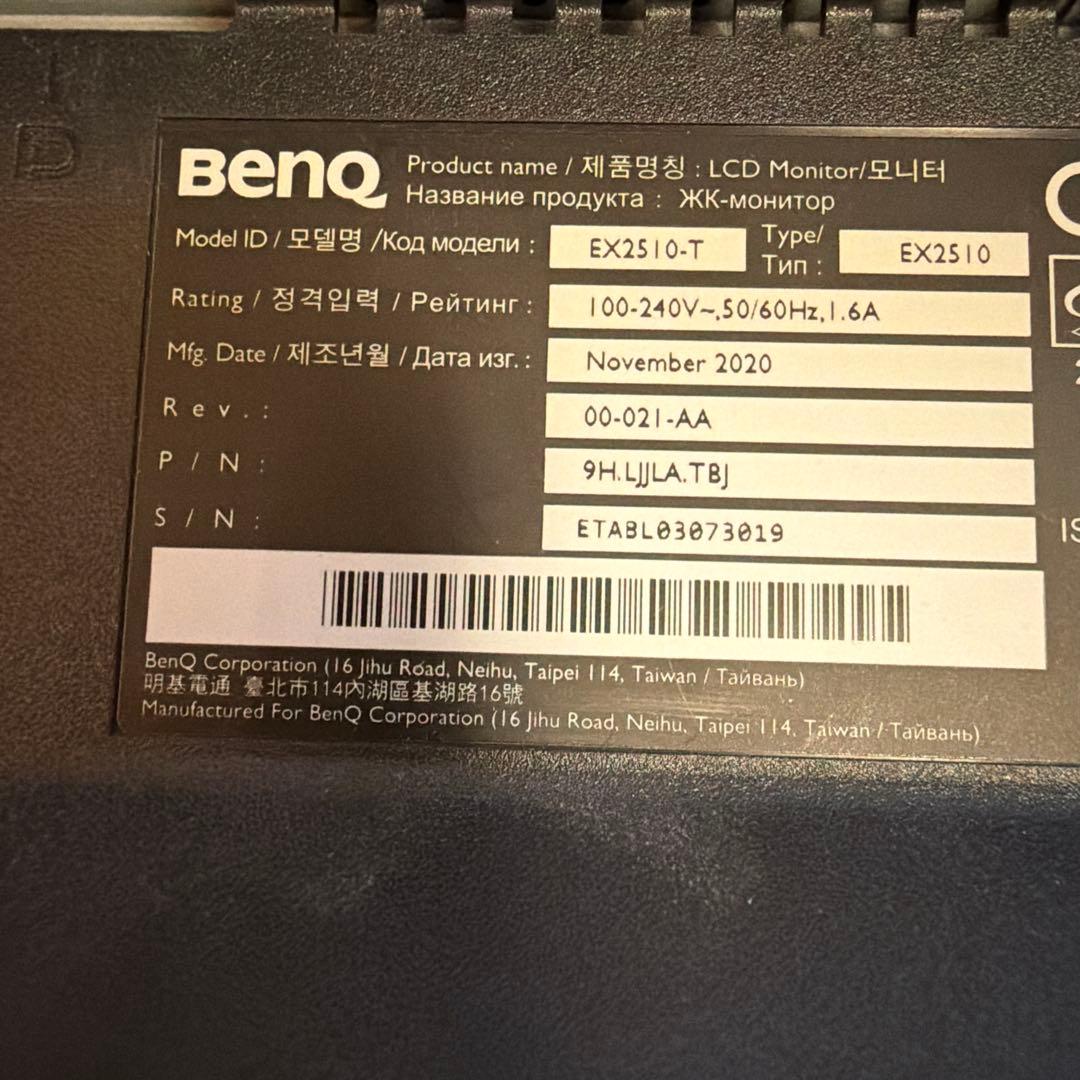 BenQ
Product name / 제품명칭 : LCD Monitor/모니터
Название продукта : ЖК-монитор
Model ID / 모델명 /Код модели : EX2510-T Type/ Тип : EX2510
Rating / 정격입력 / Рейтинг : 100-240V~,50/60Hz,1.6A
Mfg. Date / 제조년월 / Дата изг. : November 2020
Rev. : 00-021-AA
P/N : 9H.LJJLA.TBJ
S/N : ETABL03073019
BenQ Corporation (16 Jihu Road, Neihu, Taipei 114, Taiwan / Тайвань)
明基電通 臺北市114內湖區基湖路16號
Manufactured For BenQ Corporation (16 Jihu Road, Neihu, Taipei 114, Taiwan / Тайвань)